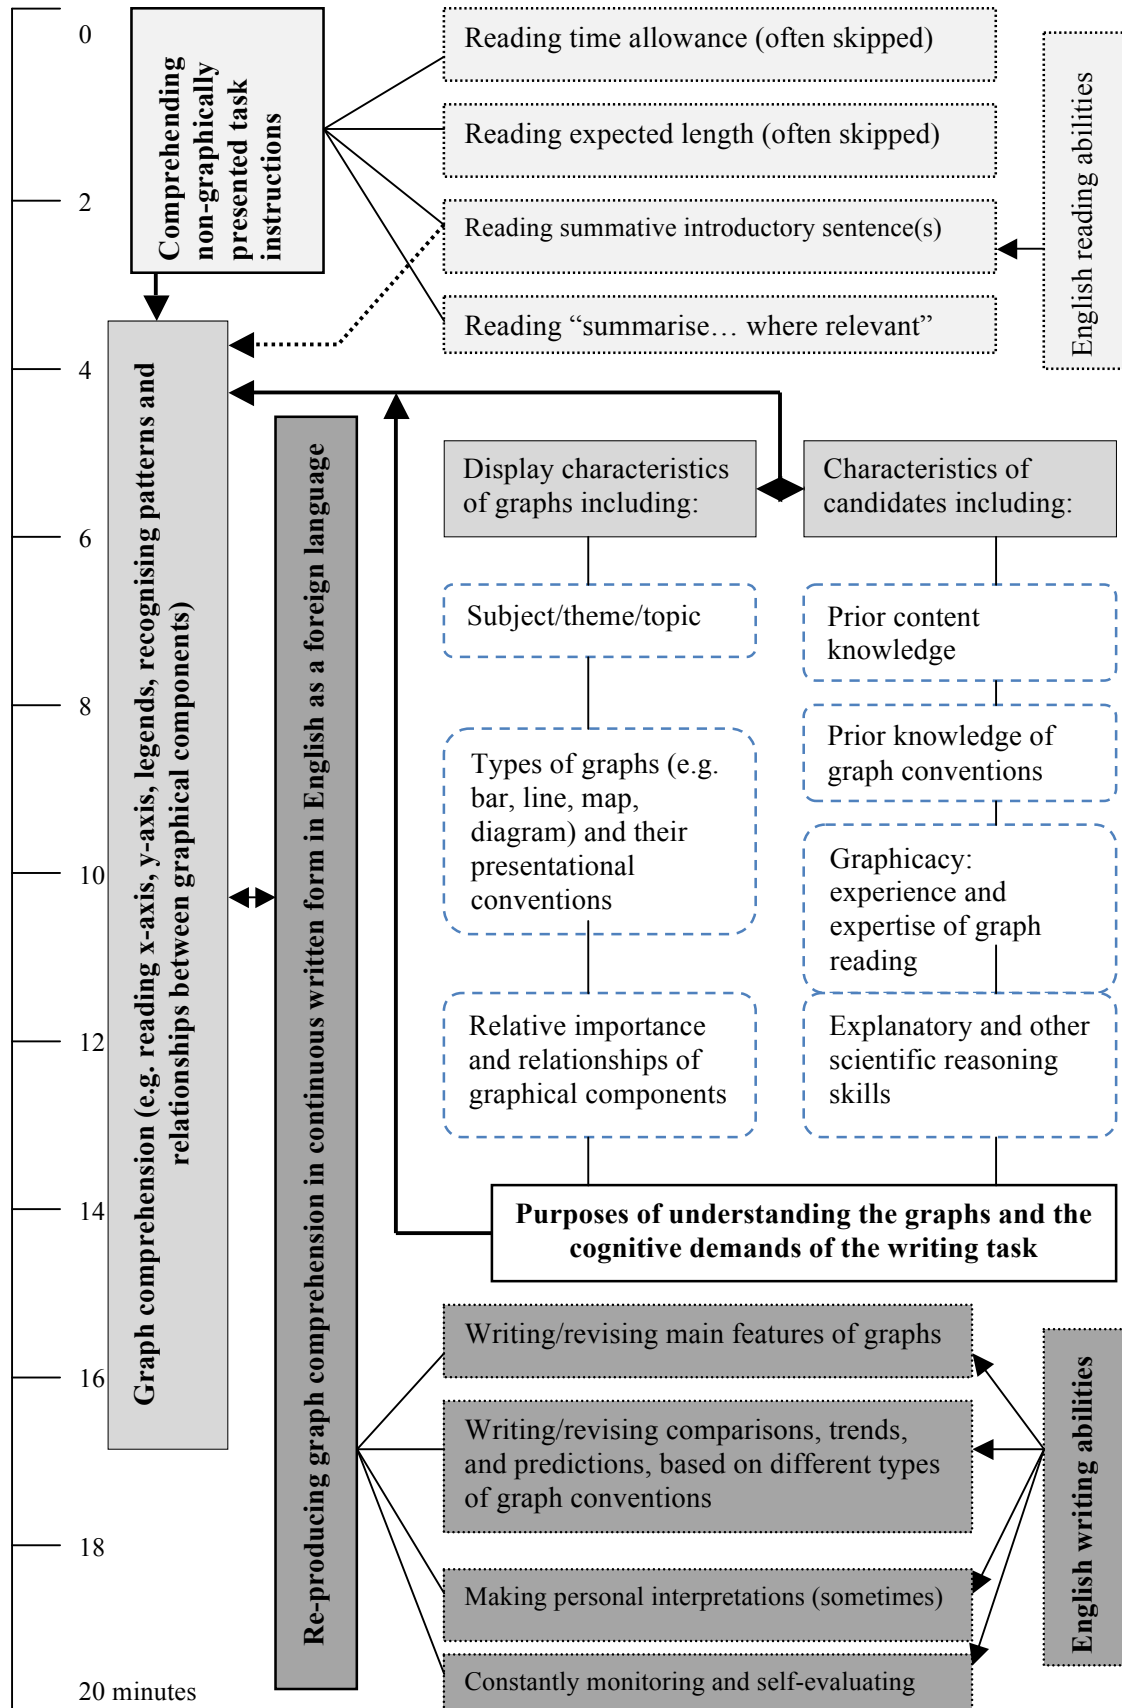 0
2
4
6
8
10
12
14
16
18
20 minutes
Comprehending
non-graphically
presented task
instructions
Reading time allowance (often skipped)
Reading expected length (often skipped)
Reading summative introductory sentence(s)
Reading “summarise… where relevant”
English reading abilities
Graph comprehension (e.g. reading x-axis, y-axis, legends, recognising patterns and
relationships between graphical components)
Re-producing graph comprehension in continuous written form in English as a foreign language
Display characteristics
of graphs including:
Subject/theme/topic
Types of graphs (e.g.
bar, line, map,
diagram) and their
presentational
conventions
Relative importance
and relationships of
graphical components
Characteristics of
candidates including:
Prior content
knowledge
Prior knowledge of
graph conventions
Graphicacy:
experience and
expertise of graph
reading
Explanatory and other
scientific reasoning
skills
Purposes of understanding the graphs and the
cognitive demands of the writing task
Writing/revising main features of graphs
Writing/revising comparisons, trends,
and predictions, based on different types
of graph conventions
Making personal interpretations (sometimes)
Constantly monitoring and self-evaluating
English writing abilities